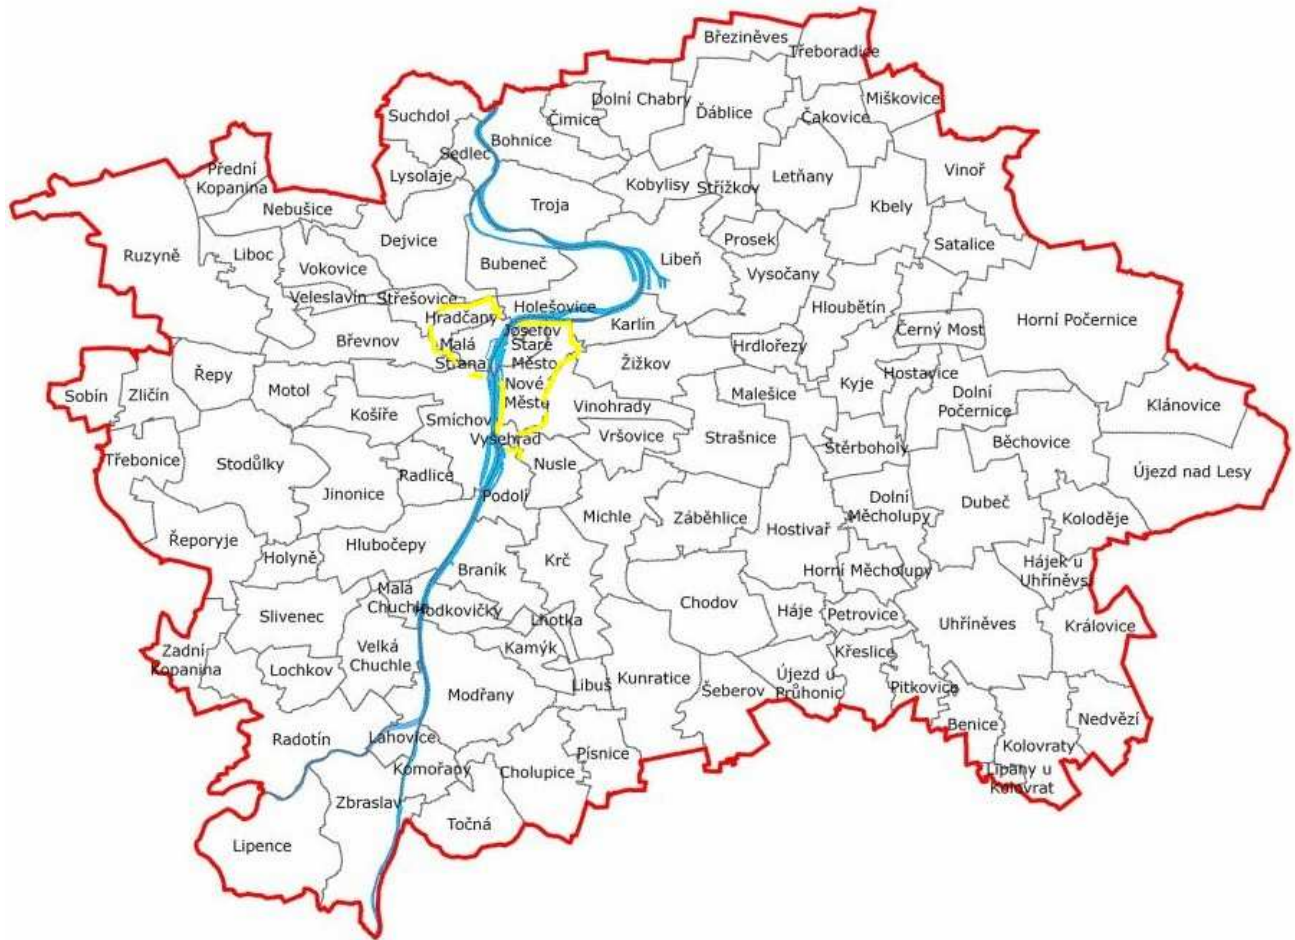 Březiněves
Třeboradice
Miškovice
Dolní Chabry
Ďáblice
Čakovice
Suchdol
Čimice
Bohnice
Sedlec
Přední
Kopanina
Lysolaje
Kobylisy
Střížkov
Letňany
Vinoř
Nebušice
Troja
Kbely
Ruzyně
Liboc
Dejvice
Prosek
Satalice
Vokovice
Bubeneč
Libeň
Vysočany
Veleslavín
Střešovice
Holešovice
Hloubětín
Horní Počernice
Hradčany
Josefov
Karlín
Černý Most
Břevnov
Malá
Strana
Staré
Město
Hrdlořezy
Žižkov
Hostavice
Sobín
Zličín
Řepy
Motol
Nové
Město
Malešice
Kyje
Dolní
Počernice
Klánovice
Košíře
Smíchov
Vinohrady
Vyšehrad
Vršovice
Strašnice
Štěrboholy
Běchovice
Třebonice
Stodůlky
Radlice
Nusle
Újezd nad Lesy
Jinonice
Podolí
Michle
Záběhlice
Hostivař
Dolní
Měcholupy
Dubeč
Koloděje
Řeporyje
Holyně
Hlubočepy
Braník
Krč
Horní Měcholupy
Hájek u
Uhříněvsi
Malá
Chuchle
Hodkovičky
Chodov
Háje
Petrovice
Slivenec
Lhotka
Uhříněves
Královice
Zadní
Kopanina
Lochkov
Velká
Chuchle
Kamýk
Křeslice
Modřany
Libuš
Kunratice
Šeberov
Újezd u
Průhonic
Pitkovice
Radotín
Lahovice
Benice
Nedvězí
Písnice
Kolovraty
Komořany
Cholupice
Lipany u
Kolovrat
Zbraslav
Točná
Lipence